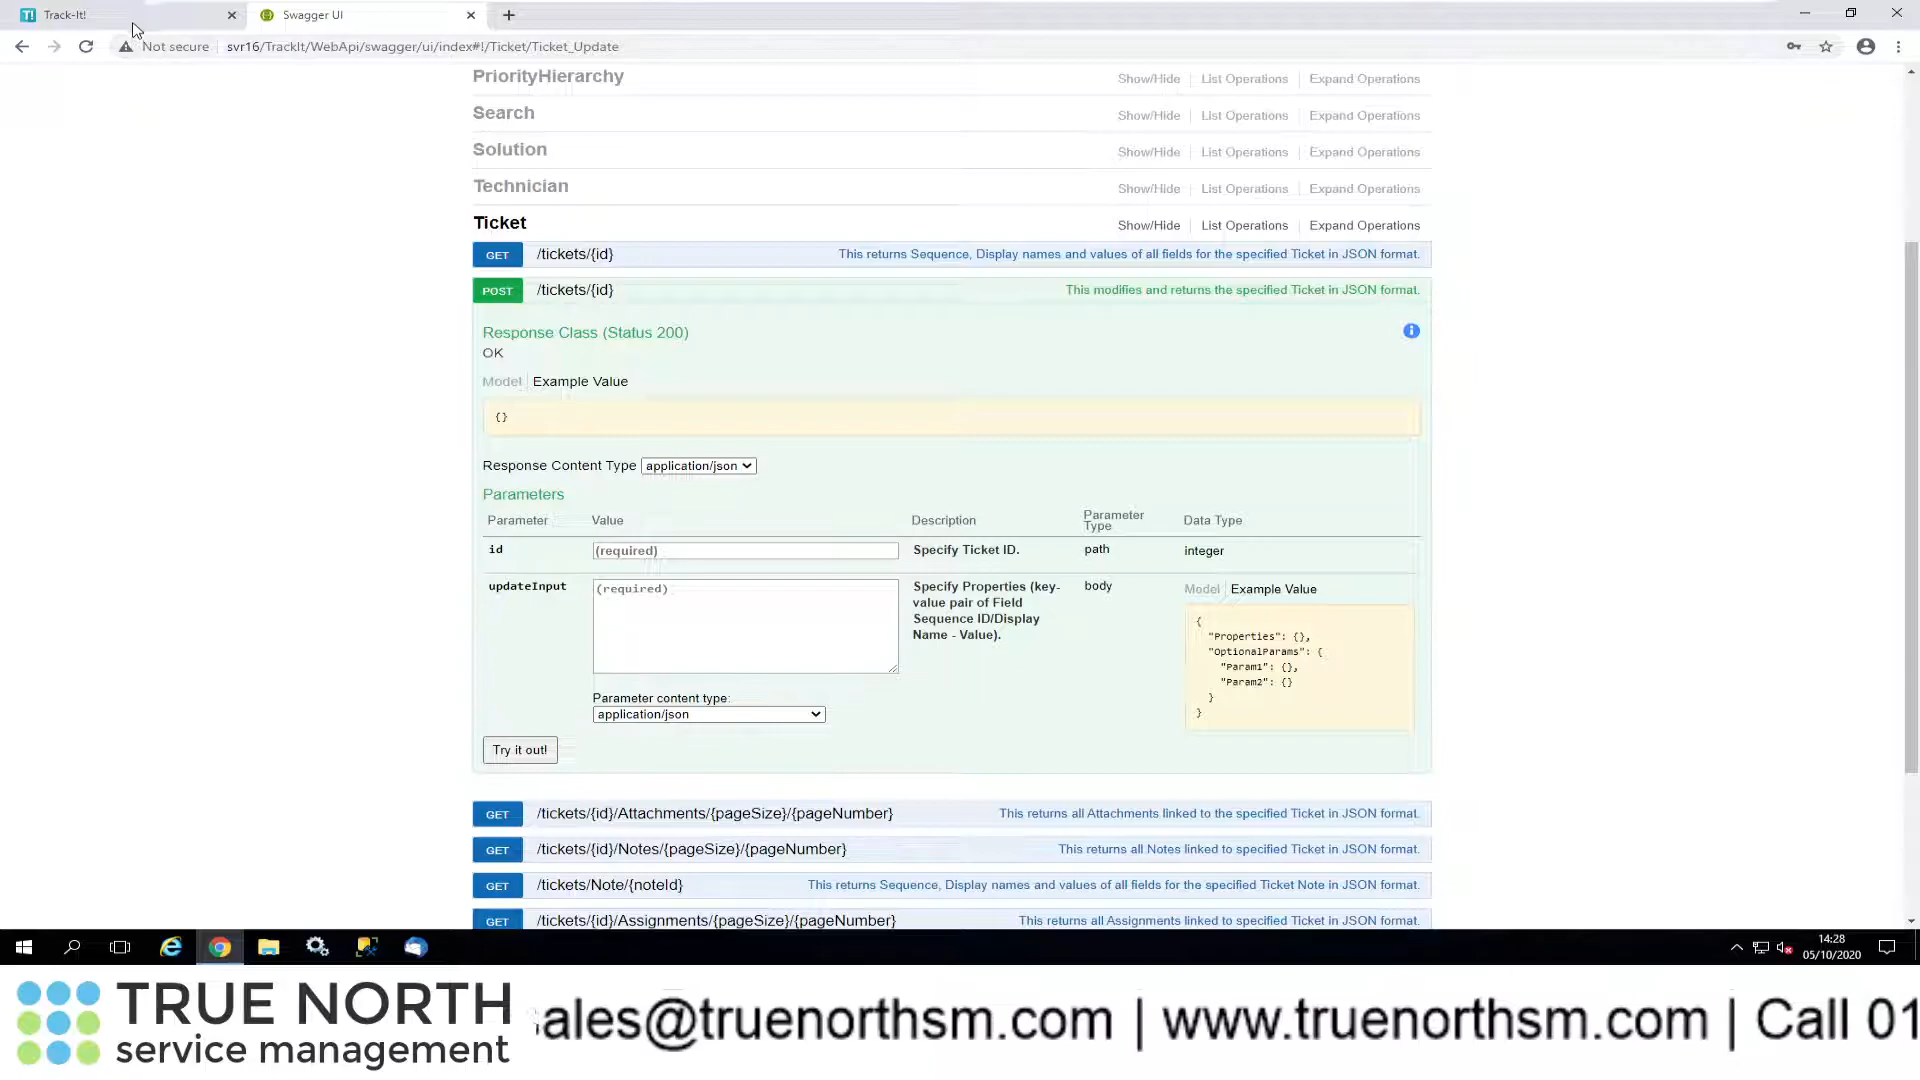 Track-It!
Swagger UI
Not secure
svr16/TrackIt/WebApi/swagger/ui/index#!/Ticket/Ticket_Update
PriorityHierarchy Show/Hide List Operations Expand Operations
Search Show/Hide List Operations Expand Operations
Solution Show/Hide List Operations Expand Operations
Technician Show/Hide List Operations Expand Operations
Ticket Show/Hide List Operations Expand Operations
GET /tickets/{id} This returns Sequence, Display names and values of all fields for the specified Ticket in JSON format.
POST /tickets/{id} This modifies and returns the specified Ticket in JSON format.
Response Class (Status 200)
OK
Model Example Value
{}
Response Content Type application/json
Parameters
Parameter Value Description Parameter Type Data Type
id (required) Specify Ticket ID. path integer
updateInput (required) Specify Properties (key-
value pair of Field
Sequence ID/Display
Name - Value).
body
Model Example Value
{
"Properties": {},
"OptionalParams": {
"Param1": {},
"Param2": {}
}
}
Parameter content type:
application/json
Try it out!
GET /tickets/{id}/Attachments/{pageSize}/{pageNumber} This returns all Attachments linked to the specified Ticket in JSON format.
GET /tickets/{id}/Notes/{pageSize}/{pageNumber} This returns all Notes linked to specified Ticket in JSON format.
GET /tickets/Note/{noteId} This returns Sequence, Display names and values of all fields for the specified Ticket Note in JSON format.
GET /tickets/{id}/Assignments/{pageSize}/{pageNumber} This returns all Assignments linked to specified Ticket in JSON format.
14:28
05/10/2020
TRUE NORTH
service management
ales@truenorthsm.com | www.truenorthsm.com | Call 01